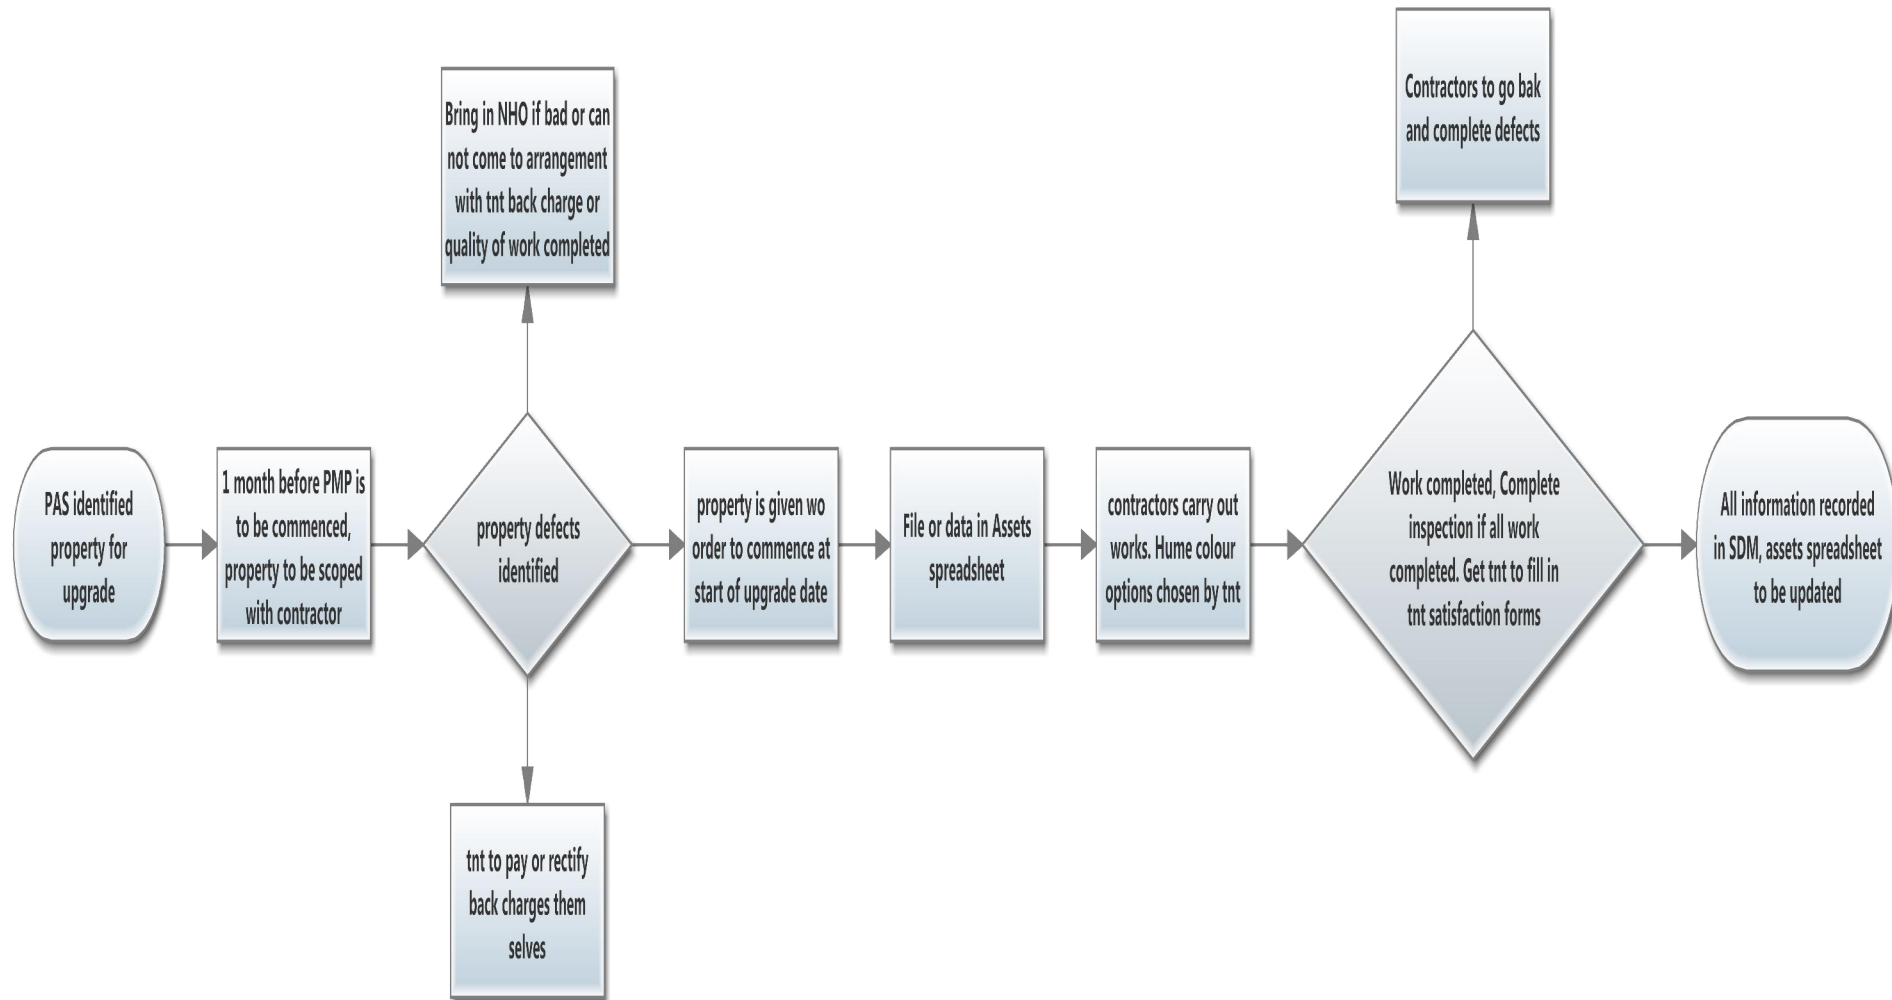 PAS identified
property for
upgrade
1 month before PMP is
to be commenced,
property to be scoped
with contractor
property defects
identified
Bring in NHO if bad or can
not come to arrangement
with tnt back charge or
quality of work completed
tnt to pay or rectify
back charges them
selves
property is given wo
order to commence at
start of upgrade date
File or data in Assets
spreadsheet
contractors carry out
works. Hume colour
options chosen by tnt
Work completed, Complete
inspection if all work
completed. Get tnt to fill in
tnt satisfaction forms
Contractors to go bak
and complete defects
All information recorded
in SDM, assets spreadsheet
to be updated